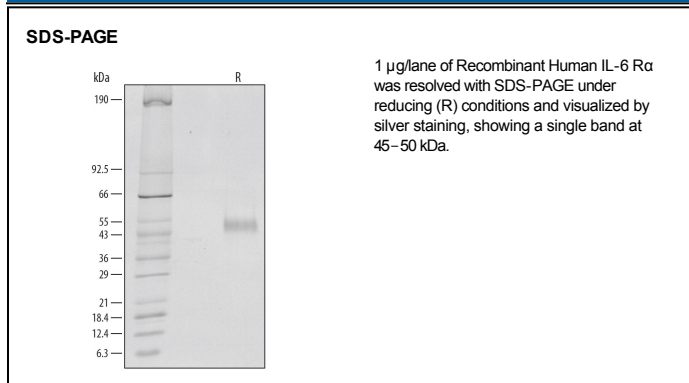 SDS-PAGE
kDa
R
190
92.5
66
55
43
36
29
21
18.4
12.4
6.3
1 µg/lane of Recombinant Human IL-6 Rα
was resolved with SDS-PAGE under
reducing (R) conditions and visualized by
silver staining, showing a single band at
45–50 kDa.